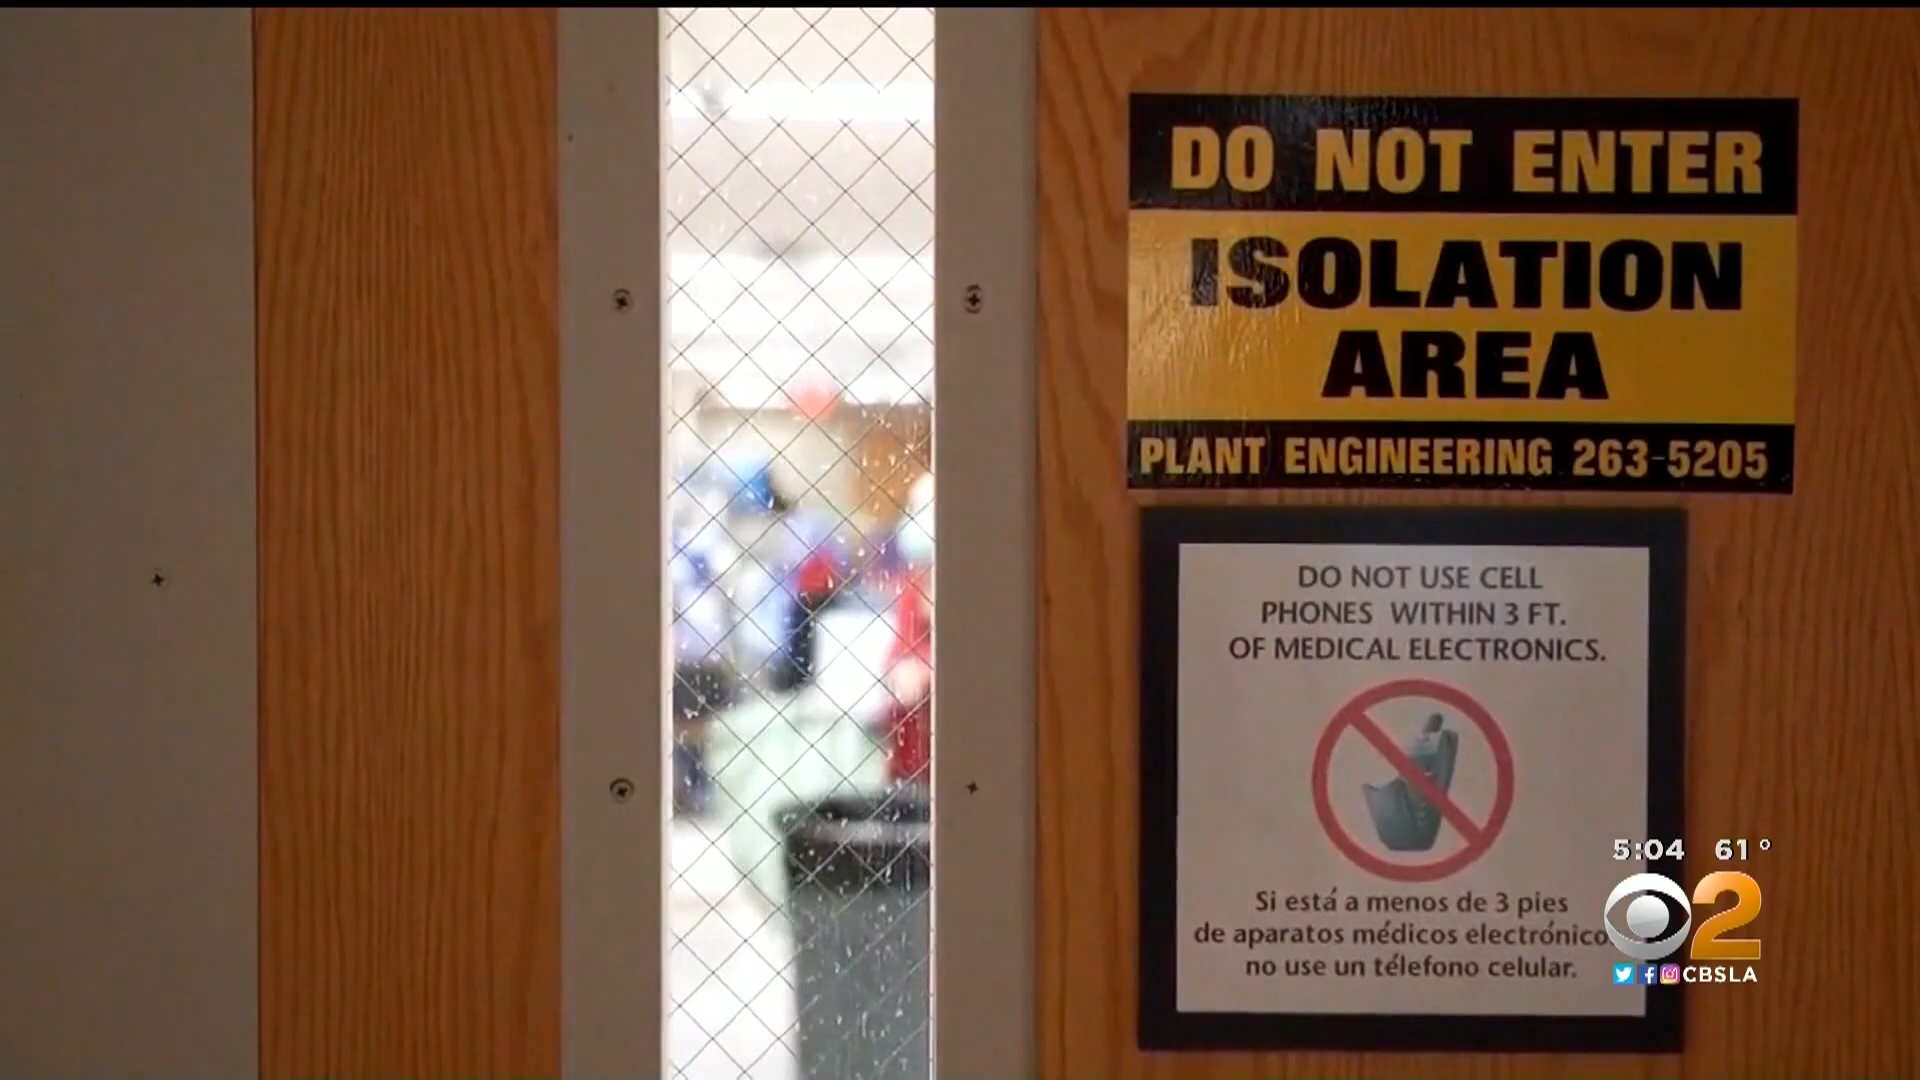 DO NOT ENTER
ISOLATION
AREA
PLANT ENGINEERING 263-5205
DO NOT USE CELL
PHONES WITHIN 3 FT.
OF MEDICAL ELECTRONICS.
Si está a menos de 3 pies
de aparatos médicos electrónico
no use un télefono celular.
5:04 61°
2
CBSLA